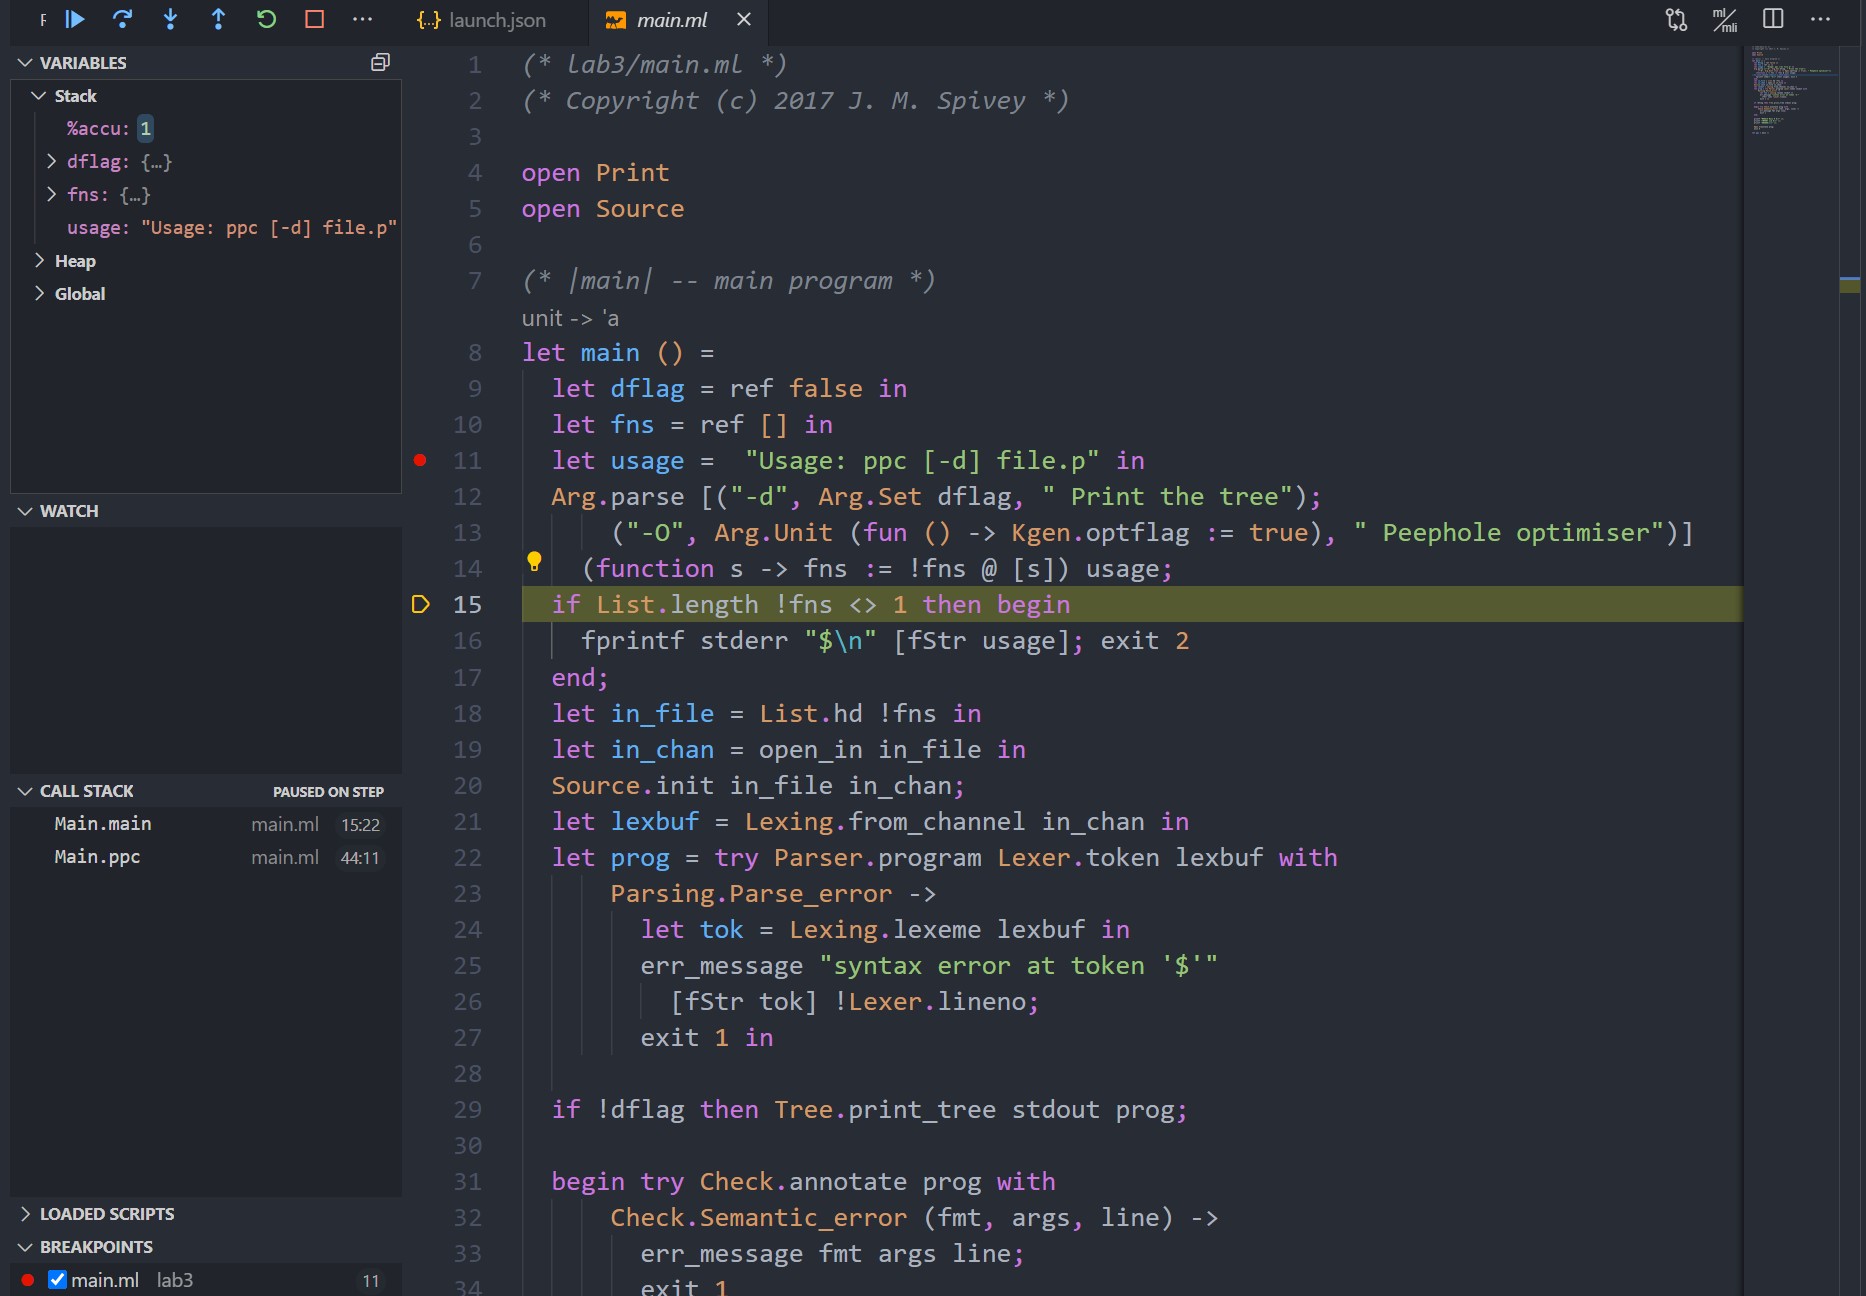 F ··· {..} launch.json main.ml ml/mli ···
VARIABLES
Stack
%accu: 1
dflag: {…}
fns: {…}
usage: "Usage: ppc [-d] file.p"
Heap
Global
WATCH
CALL STACK PAUSED ON STEP
Main.main main.ml 15:22
Main.ppc main.ml 44:11
LOADED SCRIPTS
BREAKPOINTS
main.ml lab3 11
1 (* lab3/main.ml *)
2 (* Copyright (c) 2017 J. M. Spivey *)
3
4 open Print
5 open Source
6
7 (* |main| -- main program *)
unit -> 'a
8 let main () =
9 let dflag = ref false in
10 let fns = ref [] in
11 let usage =  "Usage: ppc [-d] file.p" in
12 Arg.parse [("-d", Arg.Set dflag, " Print the tree");
13 ("-O", Arg.Unit (fun () -> Kgen.optflag := true), " Peephole optimiser")]
14 (function s -> fns := !fns @ [s]) usage;
15 if List.length !fns <> 1 then begin
16 fprintf stderr "$\n" [fStr usage]; exit 2
17 end;
18 let in_file = List.hd !fns in
19 let in_chan = open_in in_file in
20 Source.init in_file in_chan;
21 let lexbuf = Lexing.from_channel in_chan in
22 let prog = try Parser.program Lexer.token lexbuf with
23 Parsing.Parse_error ->
24 let tok = Lexing.lexeme lexbuf in
25 err_message "syntax error at token '$'"
26 [fStr tok] !Lexer.lineno;
27 exit 1 in
28
29 if !dflag then Tree.print_tree stdout prog;
30
31 begin try Check.annotate prog with
32 Check.Semantic_error (fmt, args, line) ->
33 err_message fmt args line;
34 exit 1